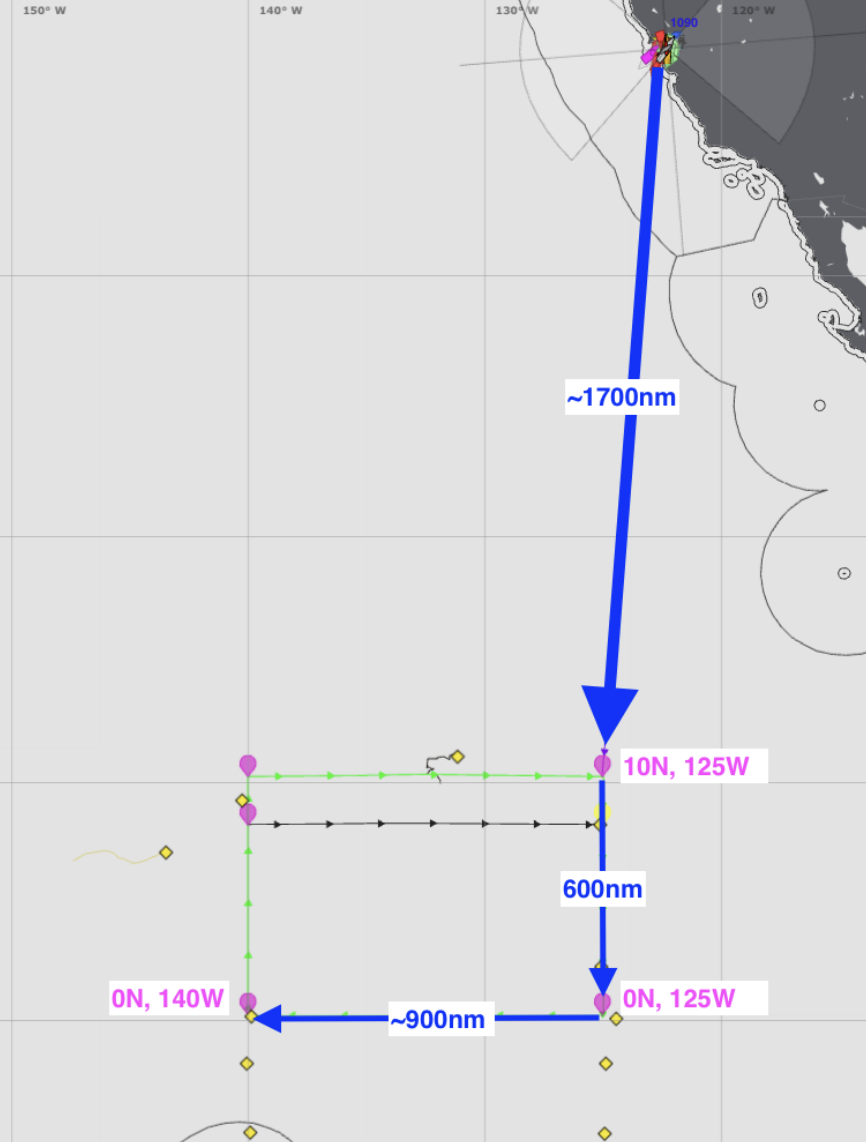 150° W
140° W
130° W
120° W
1090
~1700nm
10N, 125W
600nm
0N, 140W
0N, 125W
~900nm